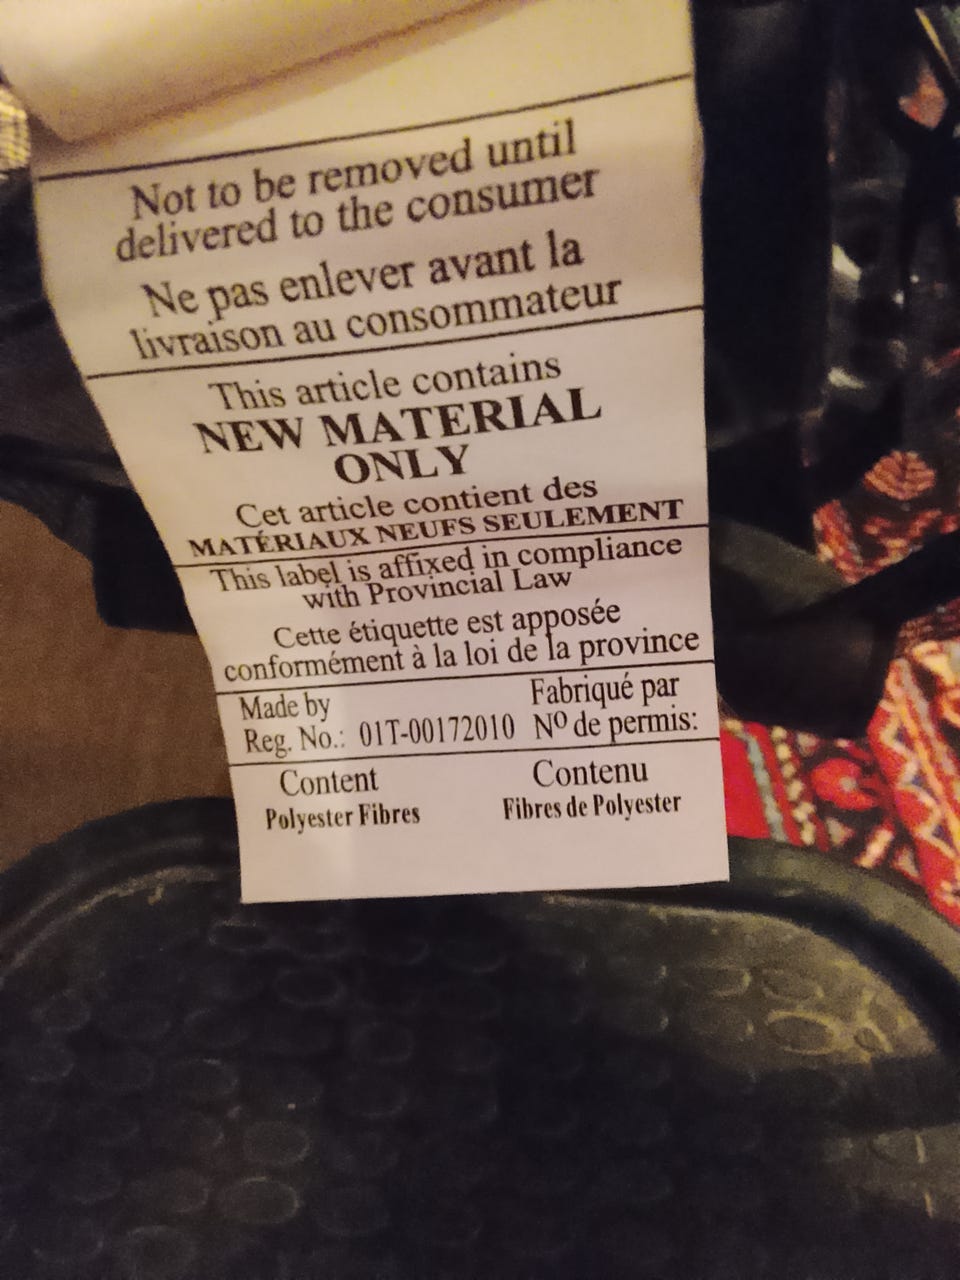 Not to be removed until
delivered to the consumer
Ne pas enlever avant la
livraison au consommateur
This article contains
NEW MATERIAL
ONLY
Cet article contient des
MATÉRIAUX NEUFS SEULEMENT
This label is affixed in compliance
with Provincial Law
Cette étiquette est apposée
conformément à la loi de la province
Made by Fabriqué par
Reg. No.: 01T-00172010 Nº de permis:
Content Contenu
Polyester Fibres Fibres de Polyester